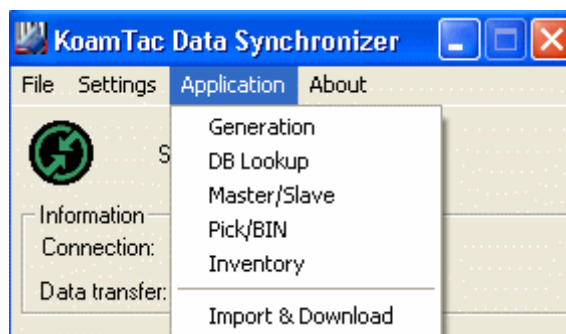 KoamTac Data Synchronizer
File Settings Application About
Generation
S
DB Lookup
Master/Slave
Information
Pick/BIN
Connection:
Inventory
Data transfer:
Import & Download